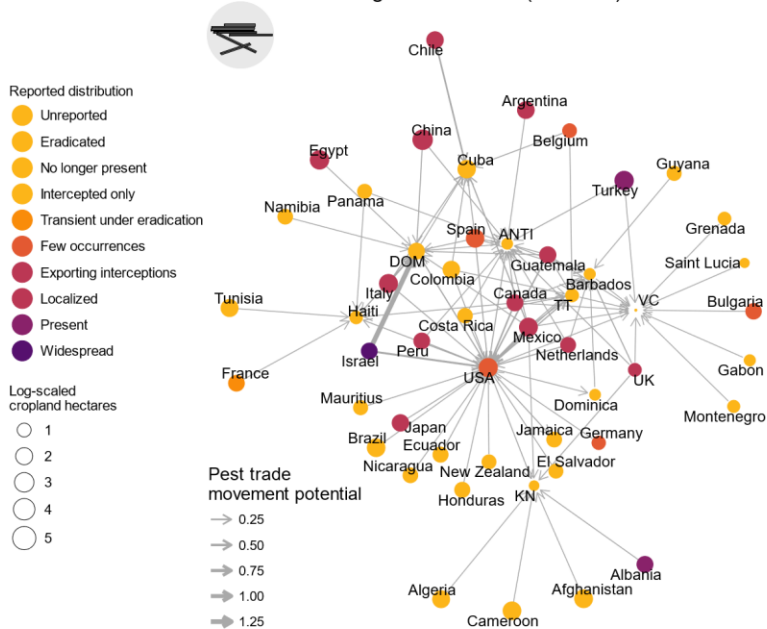 Chile
Argentina
China
Belgium
Egypt
Cuba
Guyana
Turkey
Panama
Namibia
Spain
ANTI
Grenada
DOM
Guatemala
Saint Lucia
Colombia
Barbados
Italy
Canada
VC
Tunisia
Haiti
TT
Bulgaria
Costa Rica
Mexico
Israel
Peru
Netherlands
USA
UK
Gabon
France
Mauritius
Dominica
Montenegro
Japan
Jamaica
Germany
Brazil
Ecuador
Nicaragua
New Zealand
El Salvador
Honduras
KN
Albania
Algeria
Afghanistan
Cameroon
Reported distribution
Unreported
Eradicated
No longer present
Intercepted only
Transient under eradication
Few occurrences
Exporting interceptions
Localized
Present
Widespread
Log-scaled
cropland hectares
1
2
3
4
5
Pest trade
movement potential
0.25
0.50
0.75
1.00
1.25